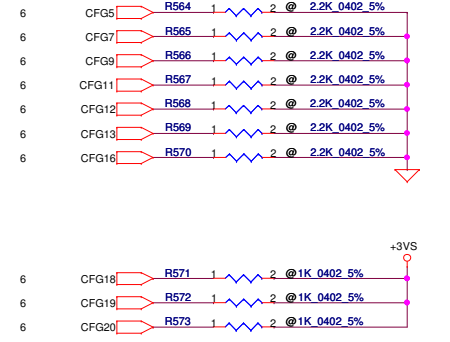 6 CFG5 R564 1 2 @ 2.2K_0402_5%
6 CFG7 R565 1 2 @ 2.2K_0402_5%
6 CFG9 R566 1 2 @ 2.2K_0402_5%
6 CFG11 R567 1 2 @ 2.2K_0402_5%
6 CFG12 R568 1 2 @ 2.2K_0402_5%
6 CFG13 R569 1 2 @ 2.2K_0402_5%
6 CFG16 R570 1 2 @ 2.2K_0402_5%
+3VS
6 CFG18 R571 1 2 @1K_0402_5%
6 CFG19 R572 1 2 @1K_0402_5%
6 CFG20 R573 1 2 @1K_0402_5%